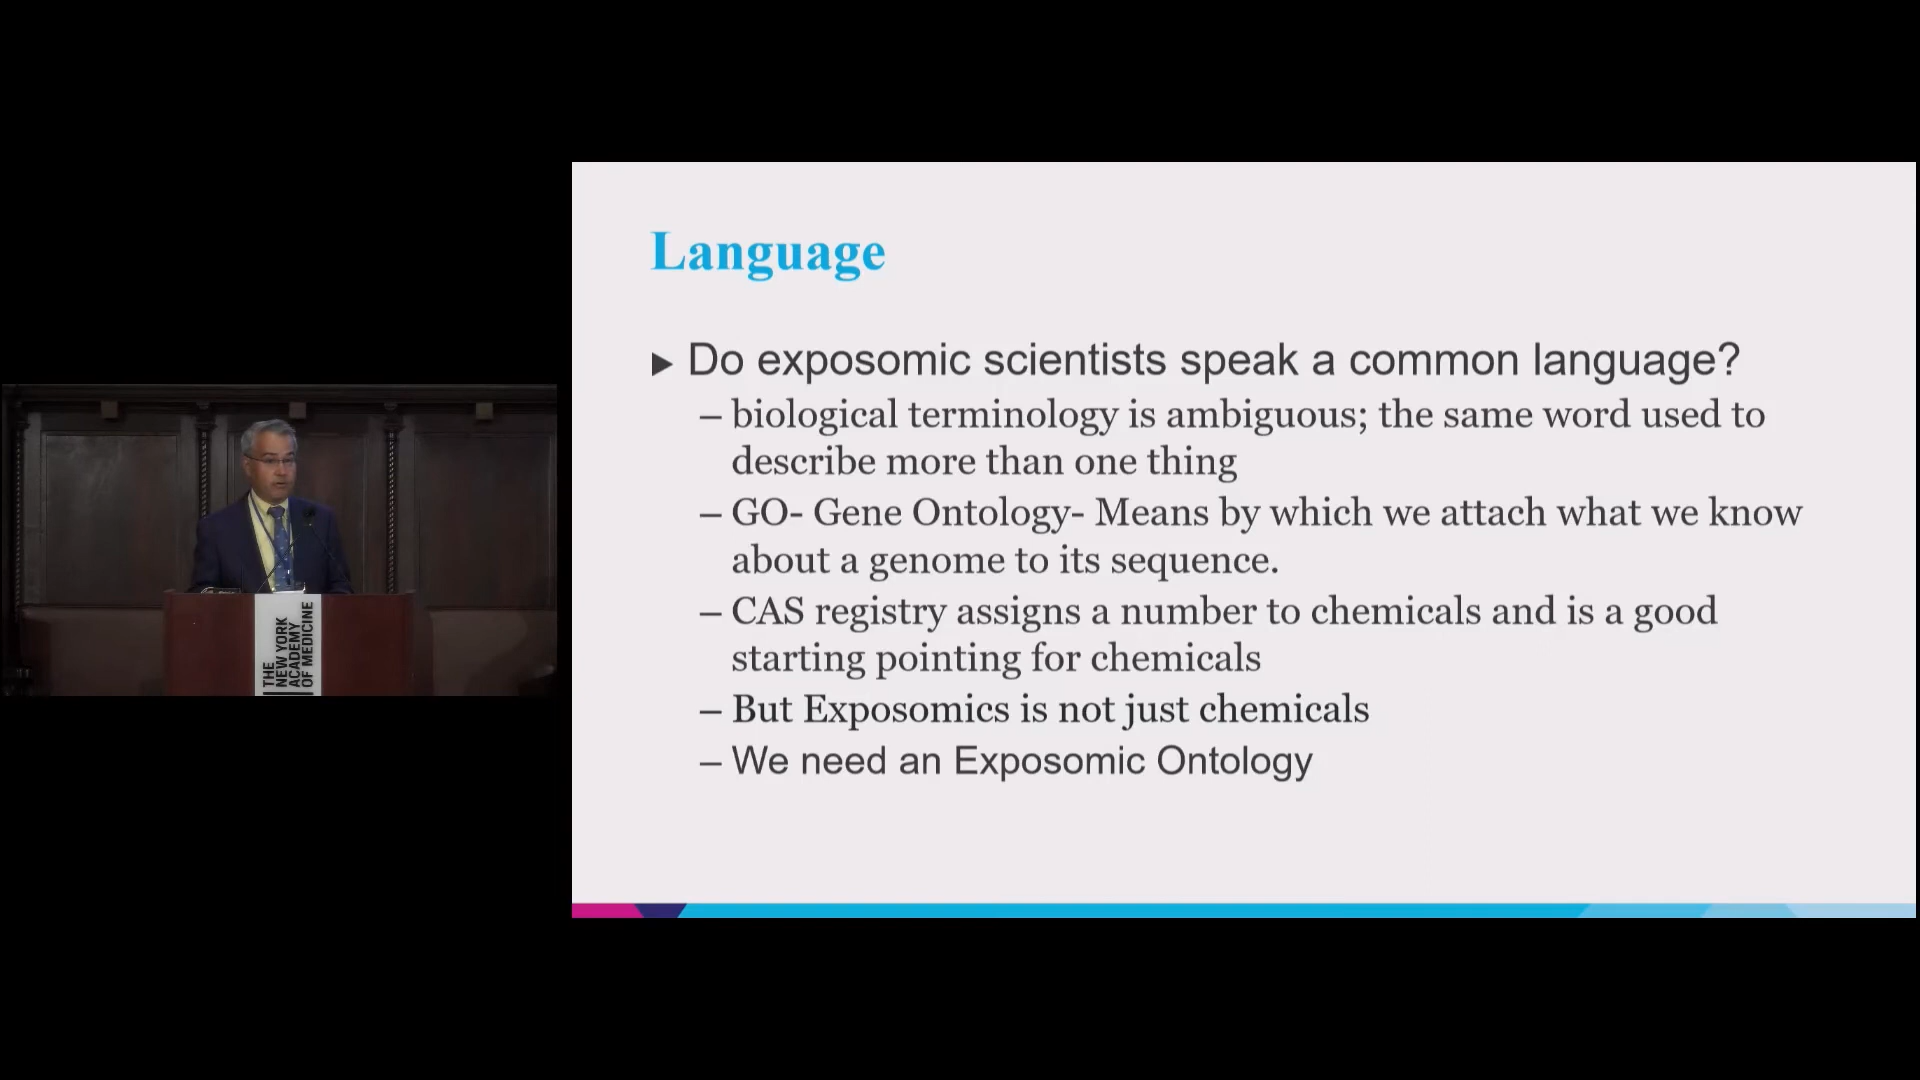 Language
▶ Do exposomic scientists speak a common language?
– biological terminology is ambiguous; the same word used to
describe more than one thing
– GO- Gene Ontology- Means by which we attach what we know
about a genome to its sequence.
– CAS registry assigns a number to chemicals and is a good
starting pointing for chemicals
– But Exposomics is not just chemicals
– We need an Exposomic Ontology
THE
NEW YORK
ACADEMY
OF MEDICINE